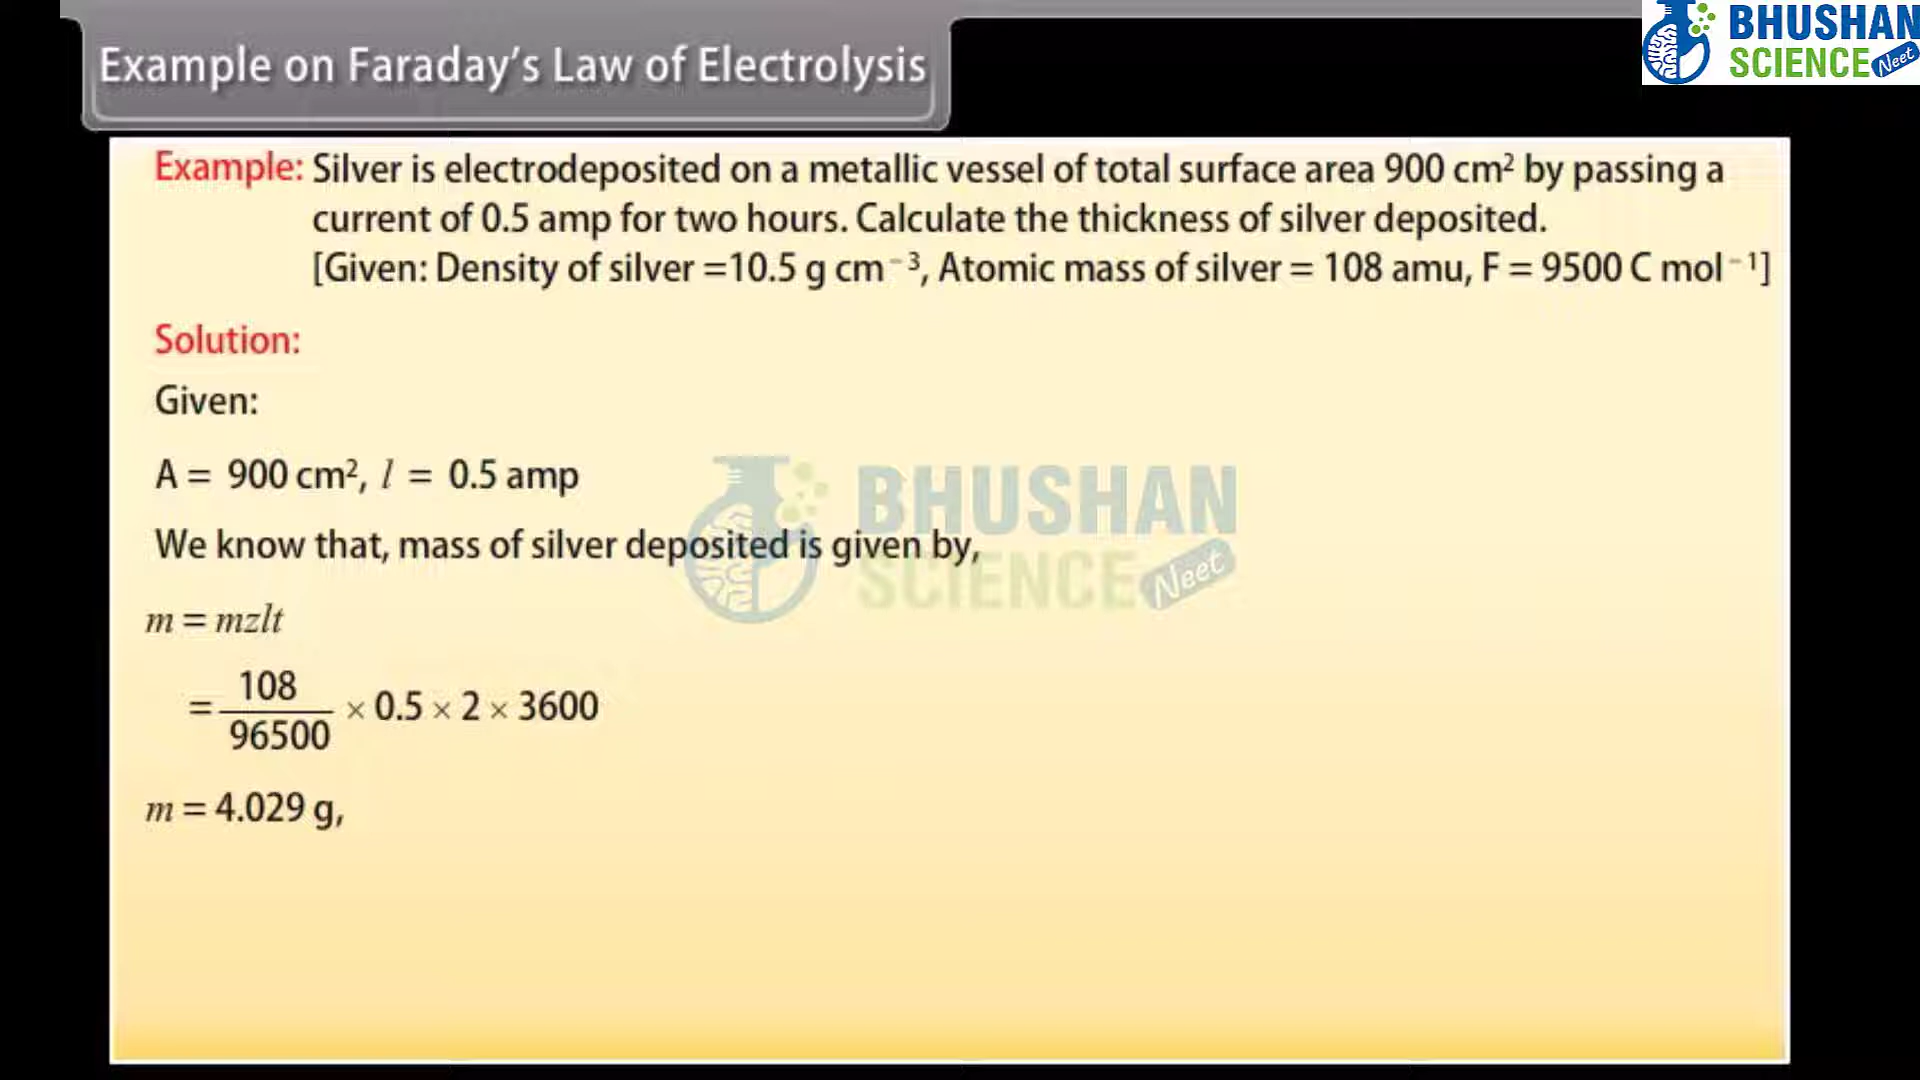 Example on Faraday's Law of Electrolysis
BHUSHAN
SCIENCE Neet
Example: Silver is electrodeposited on a metallic vessel of total surface area 900 cm² by passing a
current of 0.5 amp for two hours. Calculate the thickness of silver deposited.
[Given: Density of silver =10.5 g cm⁻³, Atomic mass of silver = 108 amu, F = 9500 C mol⁻¹]
Solution:
Given:
A = 900 cm², l = 0.5 amp
BHUSHAN
We know that, mass of silver deposited is given by,
SCIENCE Neet
m = mzlt
= 108/96500 × 0.5 × 2 × 3600
m = 4.029 g,